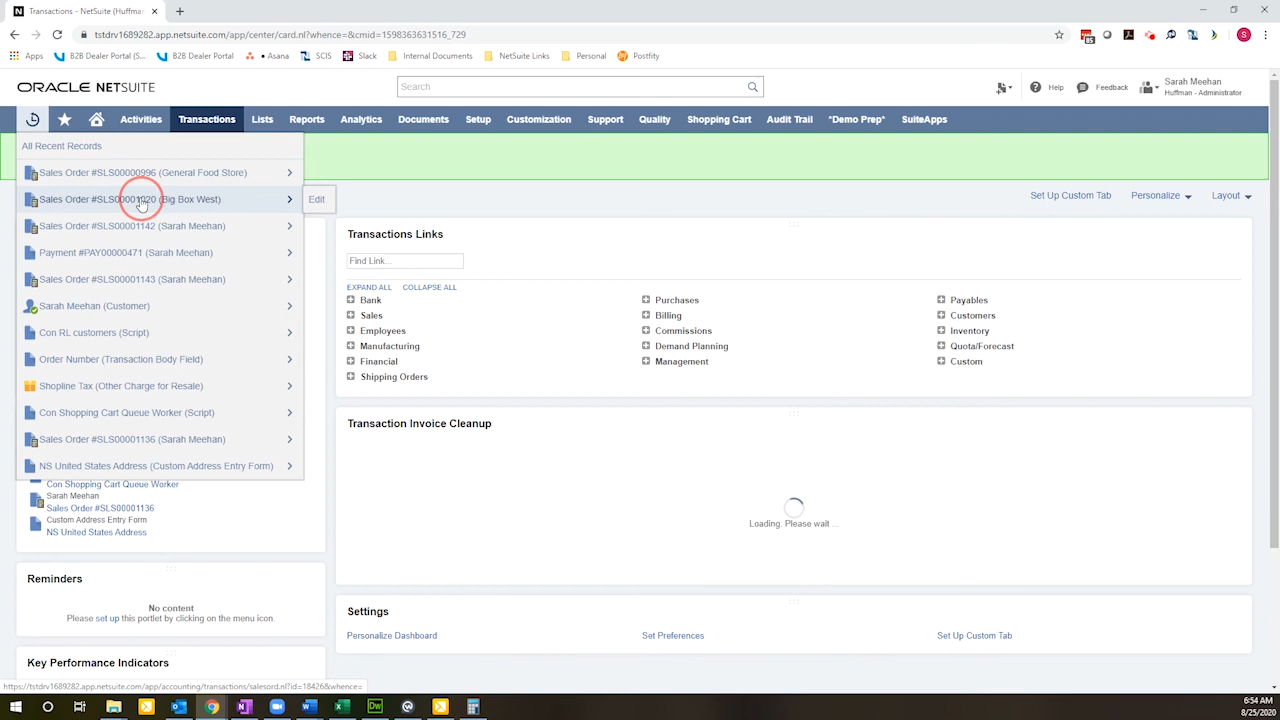 Transactions - NetSuite (Huffman
tstdrv1689282.app.netsuite.com/app/center/card.nl?whence=&cmid=1598363631516_729
85
S
Apps
B2B Dealer Portal (S...
B2B Dealer Portal
Asana
SCIS
Slack
Internal Documents
NetSuite Links
Personal
Postfity
ORACLE NETSUITE
Search
Help
Feedback
Sarah Meehan
Huffman - Administrator
Activities
Transactions
Lists
Reports
Analytics
Documents
Setup
Customization
Support
Quality
Shopping Cart
Audit Trail
*Demo Prep*
SuiteApps
All Recent Records
Sales Order #SLS00000996 (General Food Store)
Sales Order #SLS00001020 (Big Box West)
Edit
Sales Order #SLS00001142 (Sarah Meehan)
Payment #PAY00000471 (Sarah Meehan)
Sales Order #SLS00001143 (Sarah Meehan)
Sarah Meehan (Customer)
Con RL customers (Script)
Order Number (Transaction Body Field)
Shopline Tax (Other Charge for Resale)
Con Shopping Cart Queue Worker (Script)
Sales Order #SLS00001136 (Sarah Meehan)
NS United States Address (Custom Address Entry Form)
Con Shopping Cart Queue Worker
Sarah Meehan
Sales Order #SLS00001136
Custom Address Entry Form
NS United States Address
Reminders
No content
Please set up this portlet by clicking on the menu icon.
Key Performance Indicators
Set Up Custom Tab
Personalize
Layout
Transactions Links
Find Link...
EXPAND ALL
COLLAPSE ALL
Bank
Purchases
Payables
Sales
Billing
Customers
Employees
Commissions
Inventory
Manufacturing
Demand Planning
Quota/Forecast
Financial
Management
Custom
Shipping Orders
Transaction Invoice Cleanup
Loading. Please wait ...
Settings
Personalize Dashboard
Set Preferences
Set Up Custom Tab
https://tstdrv1689282.app.netsuite.com/app/accounting/transactions/salesord.nl?id=18426&whence=
6:54 AM
8/25/2020